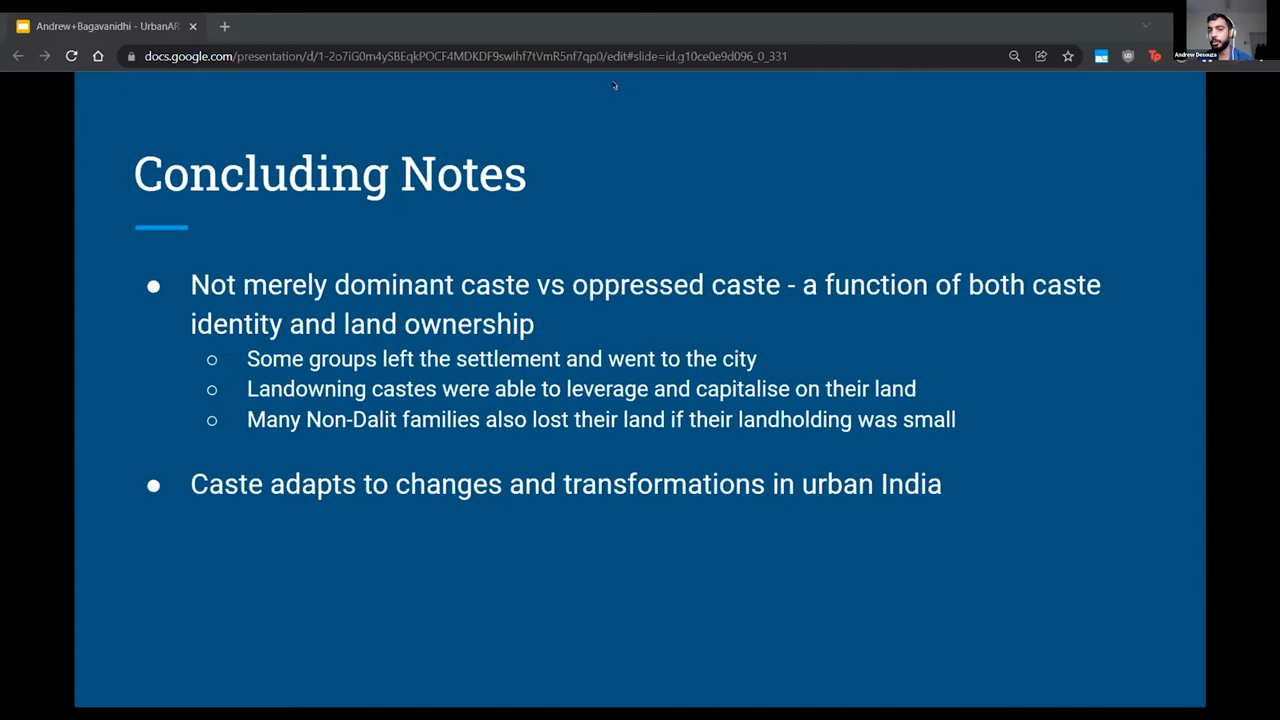 Andrew+Bagavanidhi - UrbanAR
docs.google.com/presentation/d/1-2o7iG0m4ySBEqkPOCF4MDKDF9swlhf7tVmR5nf7qp0/edit#slide=id.g10ce0e9d096_0_331
Andrew Desouza
Concluding Notes
● Not merely dominant caste vs oppressed caste - a function of both caste
identity and land ownership
○ Some groups left the settlement and went to the city
○ Landowning castes were able to leverage and capitalise on their land
○ Many Non-Dalit families also lost their land if their landholding was small
● Caste adapts to changes and transformations in urban India